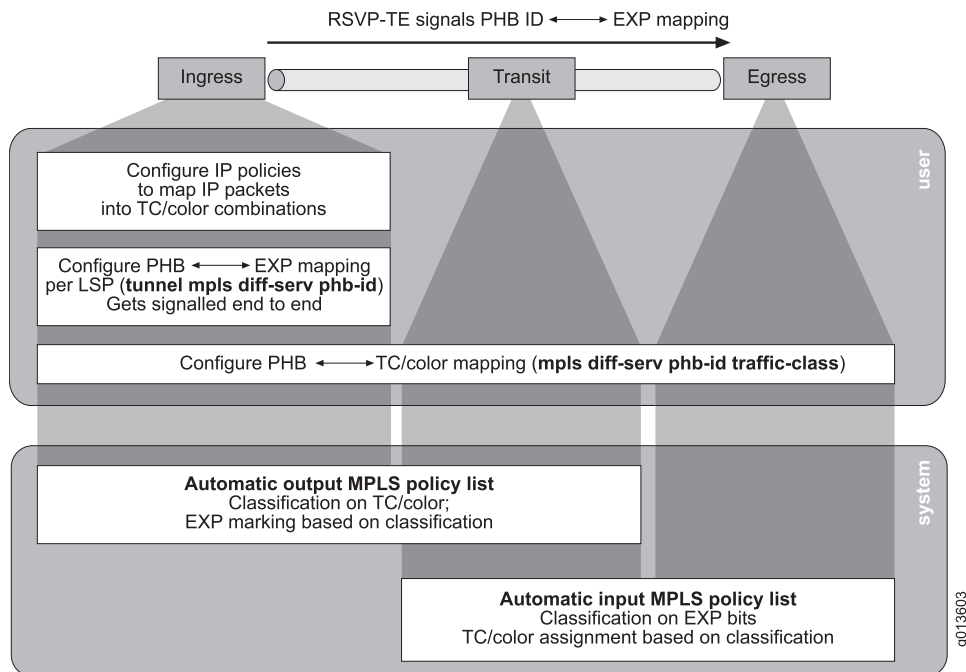 RSVP-TE signals PHB ID ⟷ EXP mapping
Ingress
Transit
Egress
user
Configure IP policies
to map IP packets
into TC/color combinations
Configure PHB ⟷ EXP mapping
per LSP (tunnel mpls diff-serv phb-id)
Gets signalled end to end
Configure PHB ⟷ TC/color mapping (mpls diff-serv phb-id traffic-class)
system
Automatic output MPLS policy list
Classification on TC/color;
EXP marking based on classification
Automatic input MPLS policy list
Classification on EXP bits
TC/color assignment based on classification
g013603